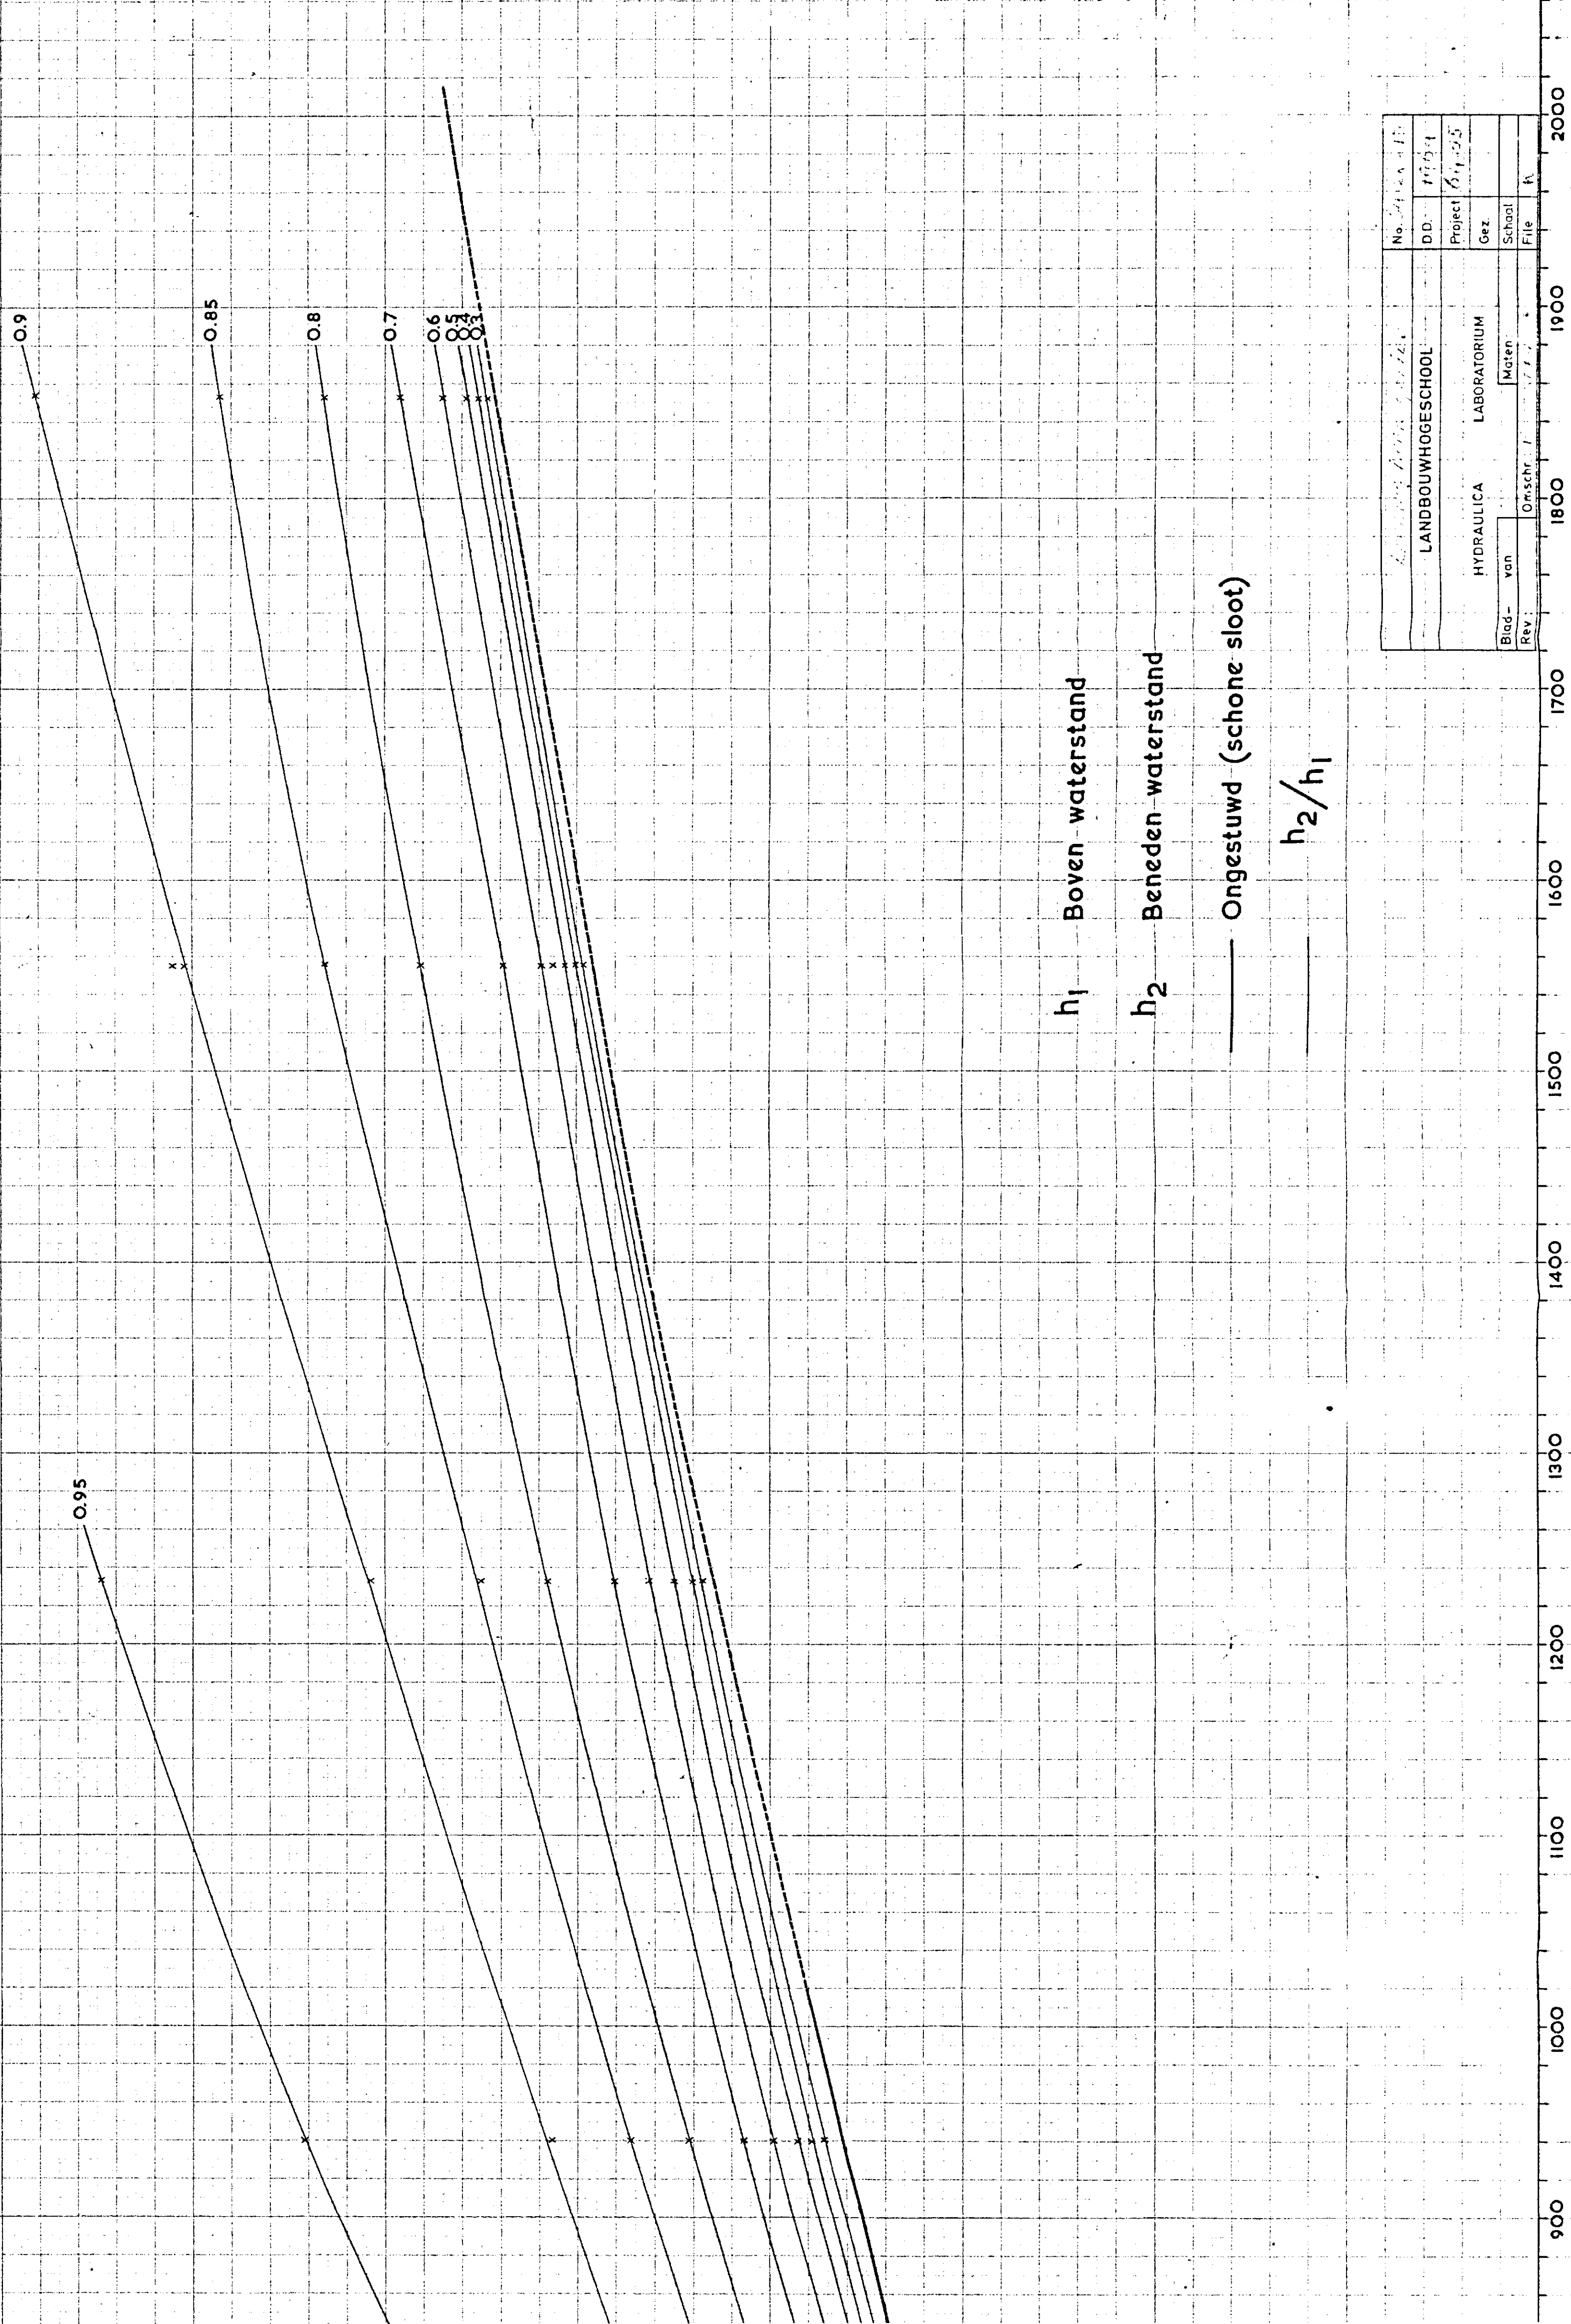 0.95
0.9
0.85
0.8
0.7
0.6
0.5
0.4
0.3
h₁ Boven waterstand
h₂ Beneden waterstand
Ongestuwd (schone sloot)
h₂/h₁
No.
LANDBOUWHOGESCHOOL D.D.
Project
HYDRAULICA LABORATORIUM Gez.
Blad- van Maten: Schaal
Rev: Omschr. File
900 1000 1100 1200 1300 1400 1500 1600 1700 1800 1900 2000